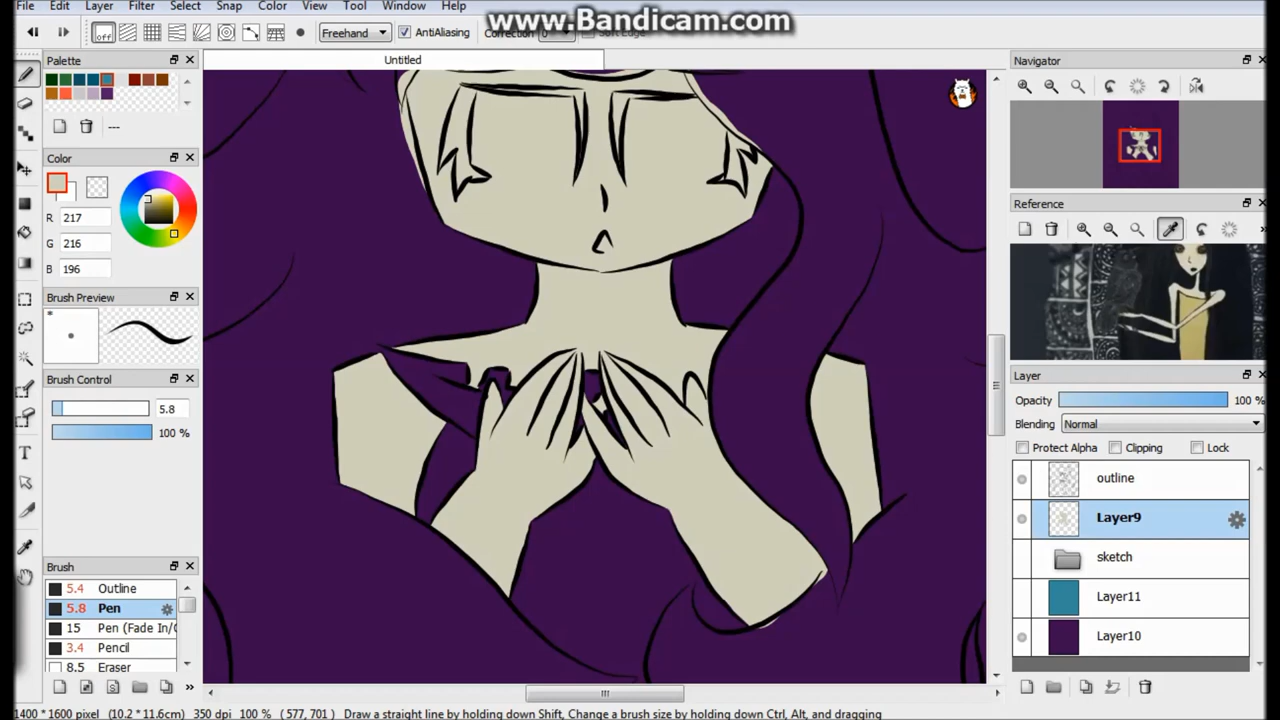 File Edit Layer Filter Select Snap Color View Tool Window Help
www.Bandicam.com
off Freehand AntiAliasing Correction 0 Soft Edge
Palette
Untitled
Navigator
---
Color
R 217
G 216
B 196
Reference
Brush Preview
*
Brush Control
5.8
100 %
Layer
Opacity 100 %
Blending Normal
Protect Alpha Clipping Lock
outline
Layer9
sketch
Layer11
Layer10
Brush
5.4 Outline
5.8 Pen
15 Pen (Fade In/O
3.4 Pencil
8.5 Eraser
1400 * 1600 pixel (10.2 * 11.6cm) 350 dpi 100 % ( 577, 701 ) Draw a straight line by holding down Shift, Change a brush size by holding down Ctrl, Alt, and dragging